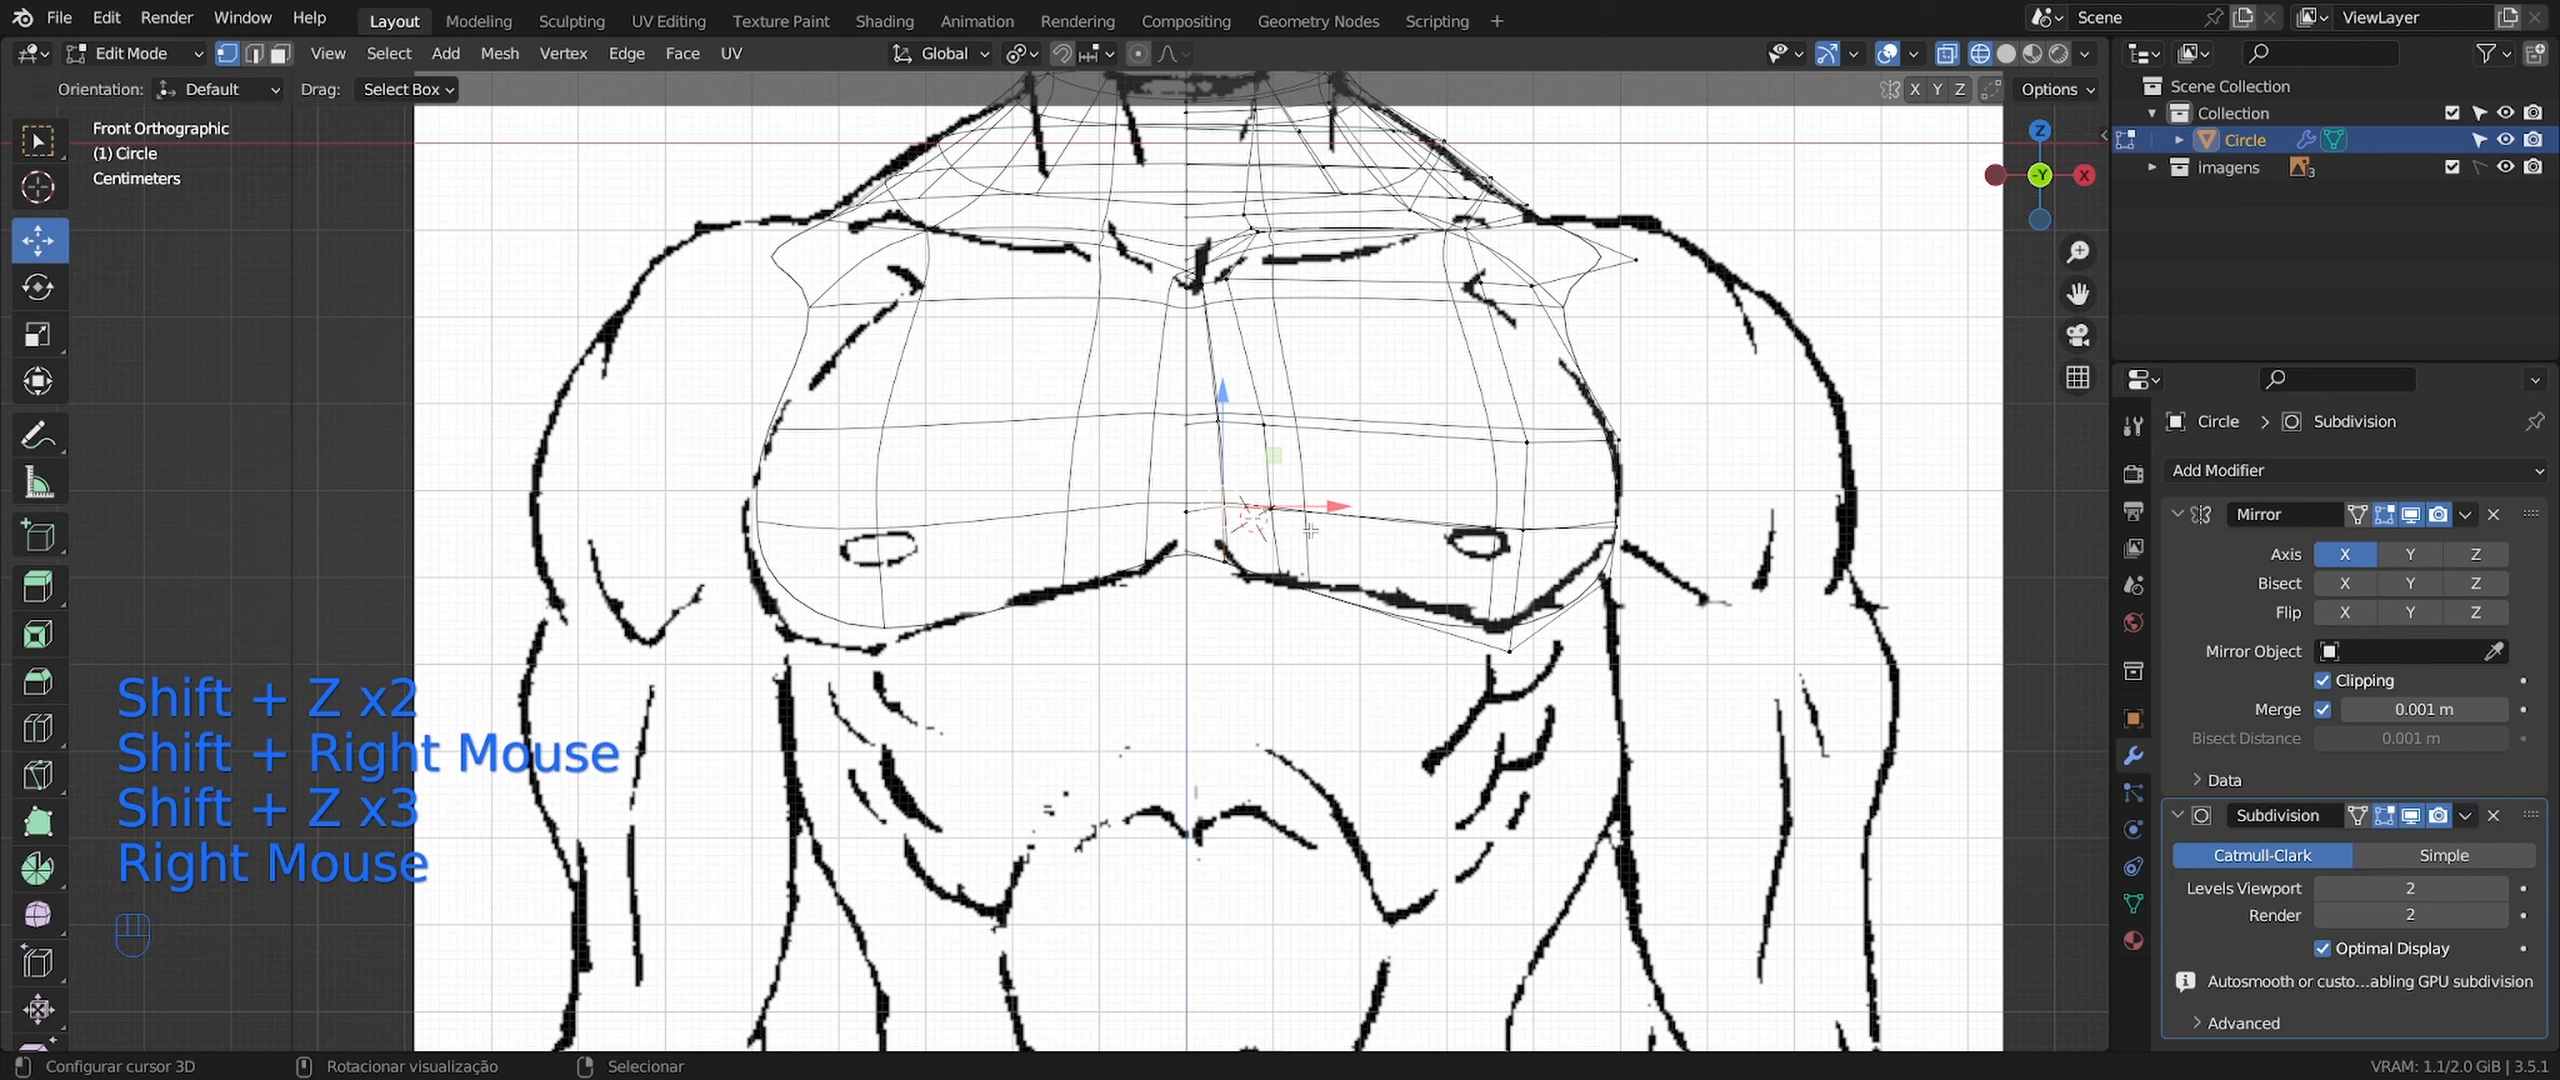 File Edit Render Window Help Layout Modeling Sculpting UV Editing Texture Paint Shading Animation Rendering Compositing Geometry Nodes Scripting + Scene ViewLayer
Edit Mode View Select Add Mesh Vertex Edge Face UV Global
Orientation: Default Drag: Select Box X Y Z Options
Front Orthographic
(1) Circle
Centimeters
Z
-Y
X
Scene Collection
Collection
Circle
Imagens 3
Circle > Subdivision
Add Modifier
Mirror
Axis X Y Z
Bisect X Y Z
Flip X Y Z
Mirror Object
Clipping
Merge 0.001 m
Bisect Distance 0.001 m
Data
Subdivision
Catmull-Clark Simple
Levels Viewport 2
Render 2
Optimal Display
Autosmooth or custo...abling GPU subdivision
Advanced
Shift + Z x2
Shift + Right Mouse
Shift + Z x3
Right Mouse
Configurar cursor 3D Rotacionar visualização Selecionar VRAM: 1.1/2.0 GiB | 3.5.1